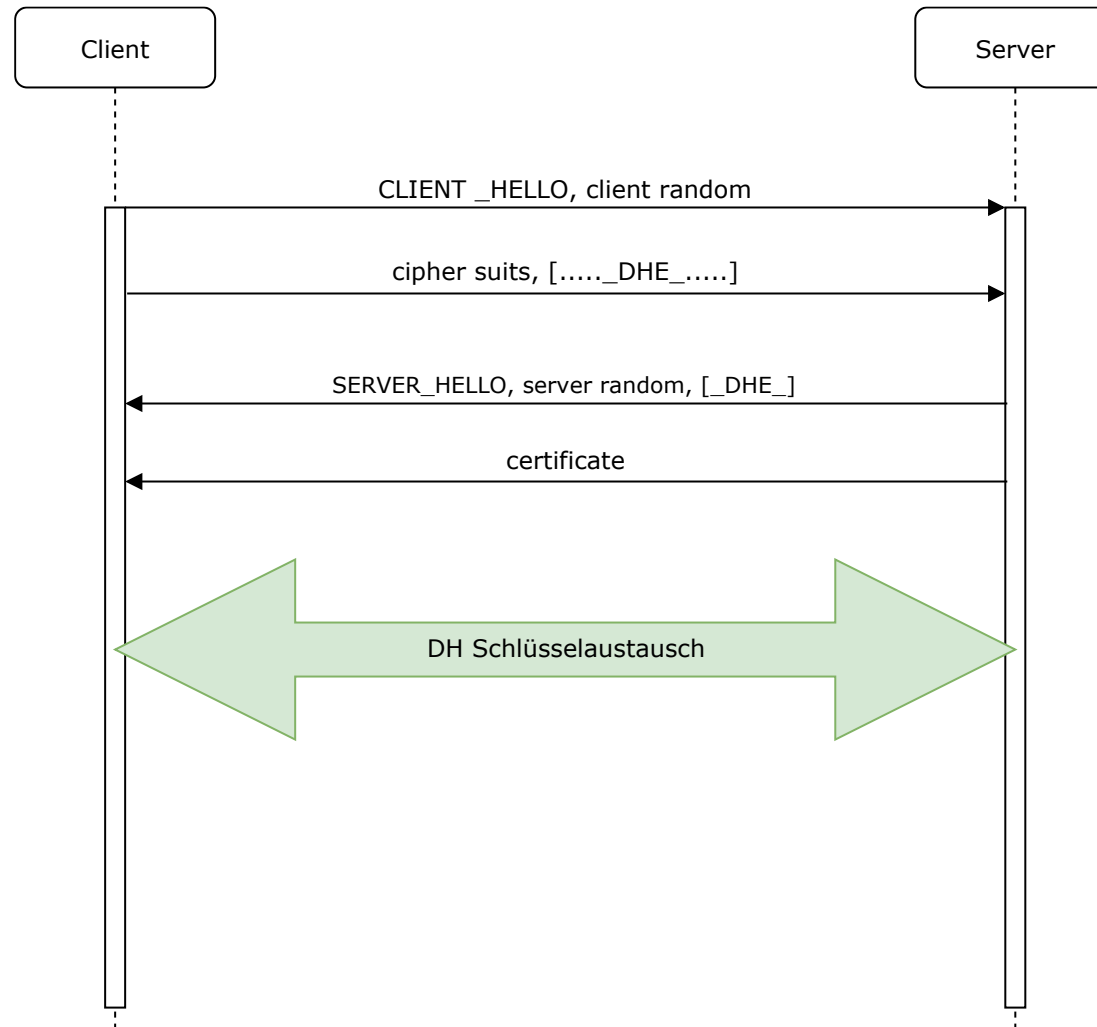 Client
Server
CLIENT _HELLO, client random
cipher suits, [....._DHE_.....]
SERVER_HELLO, server random, [_DHE_]
certificate
DH Schlüsselaustausch